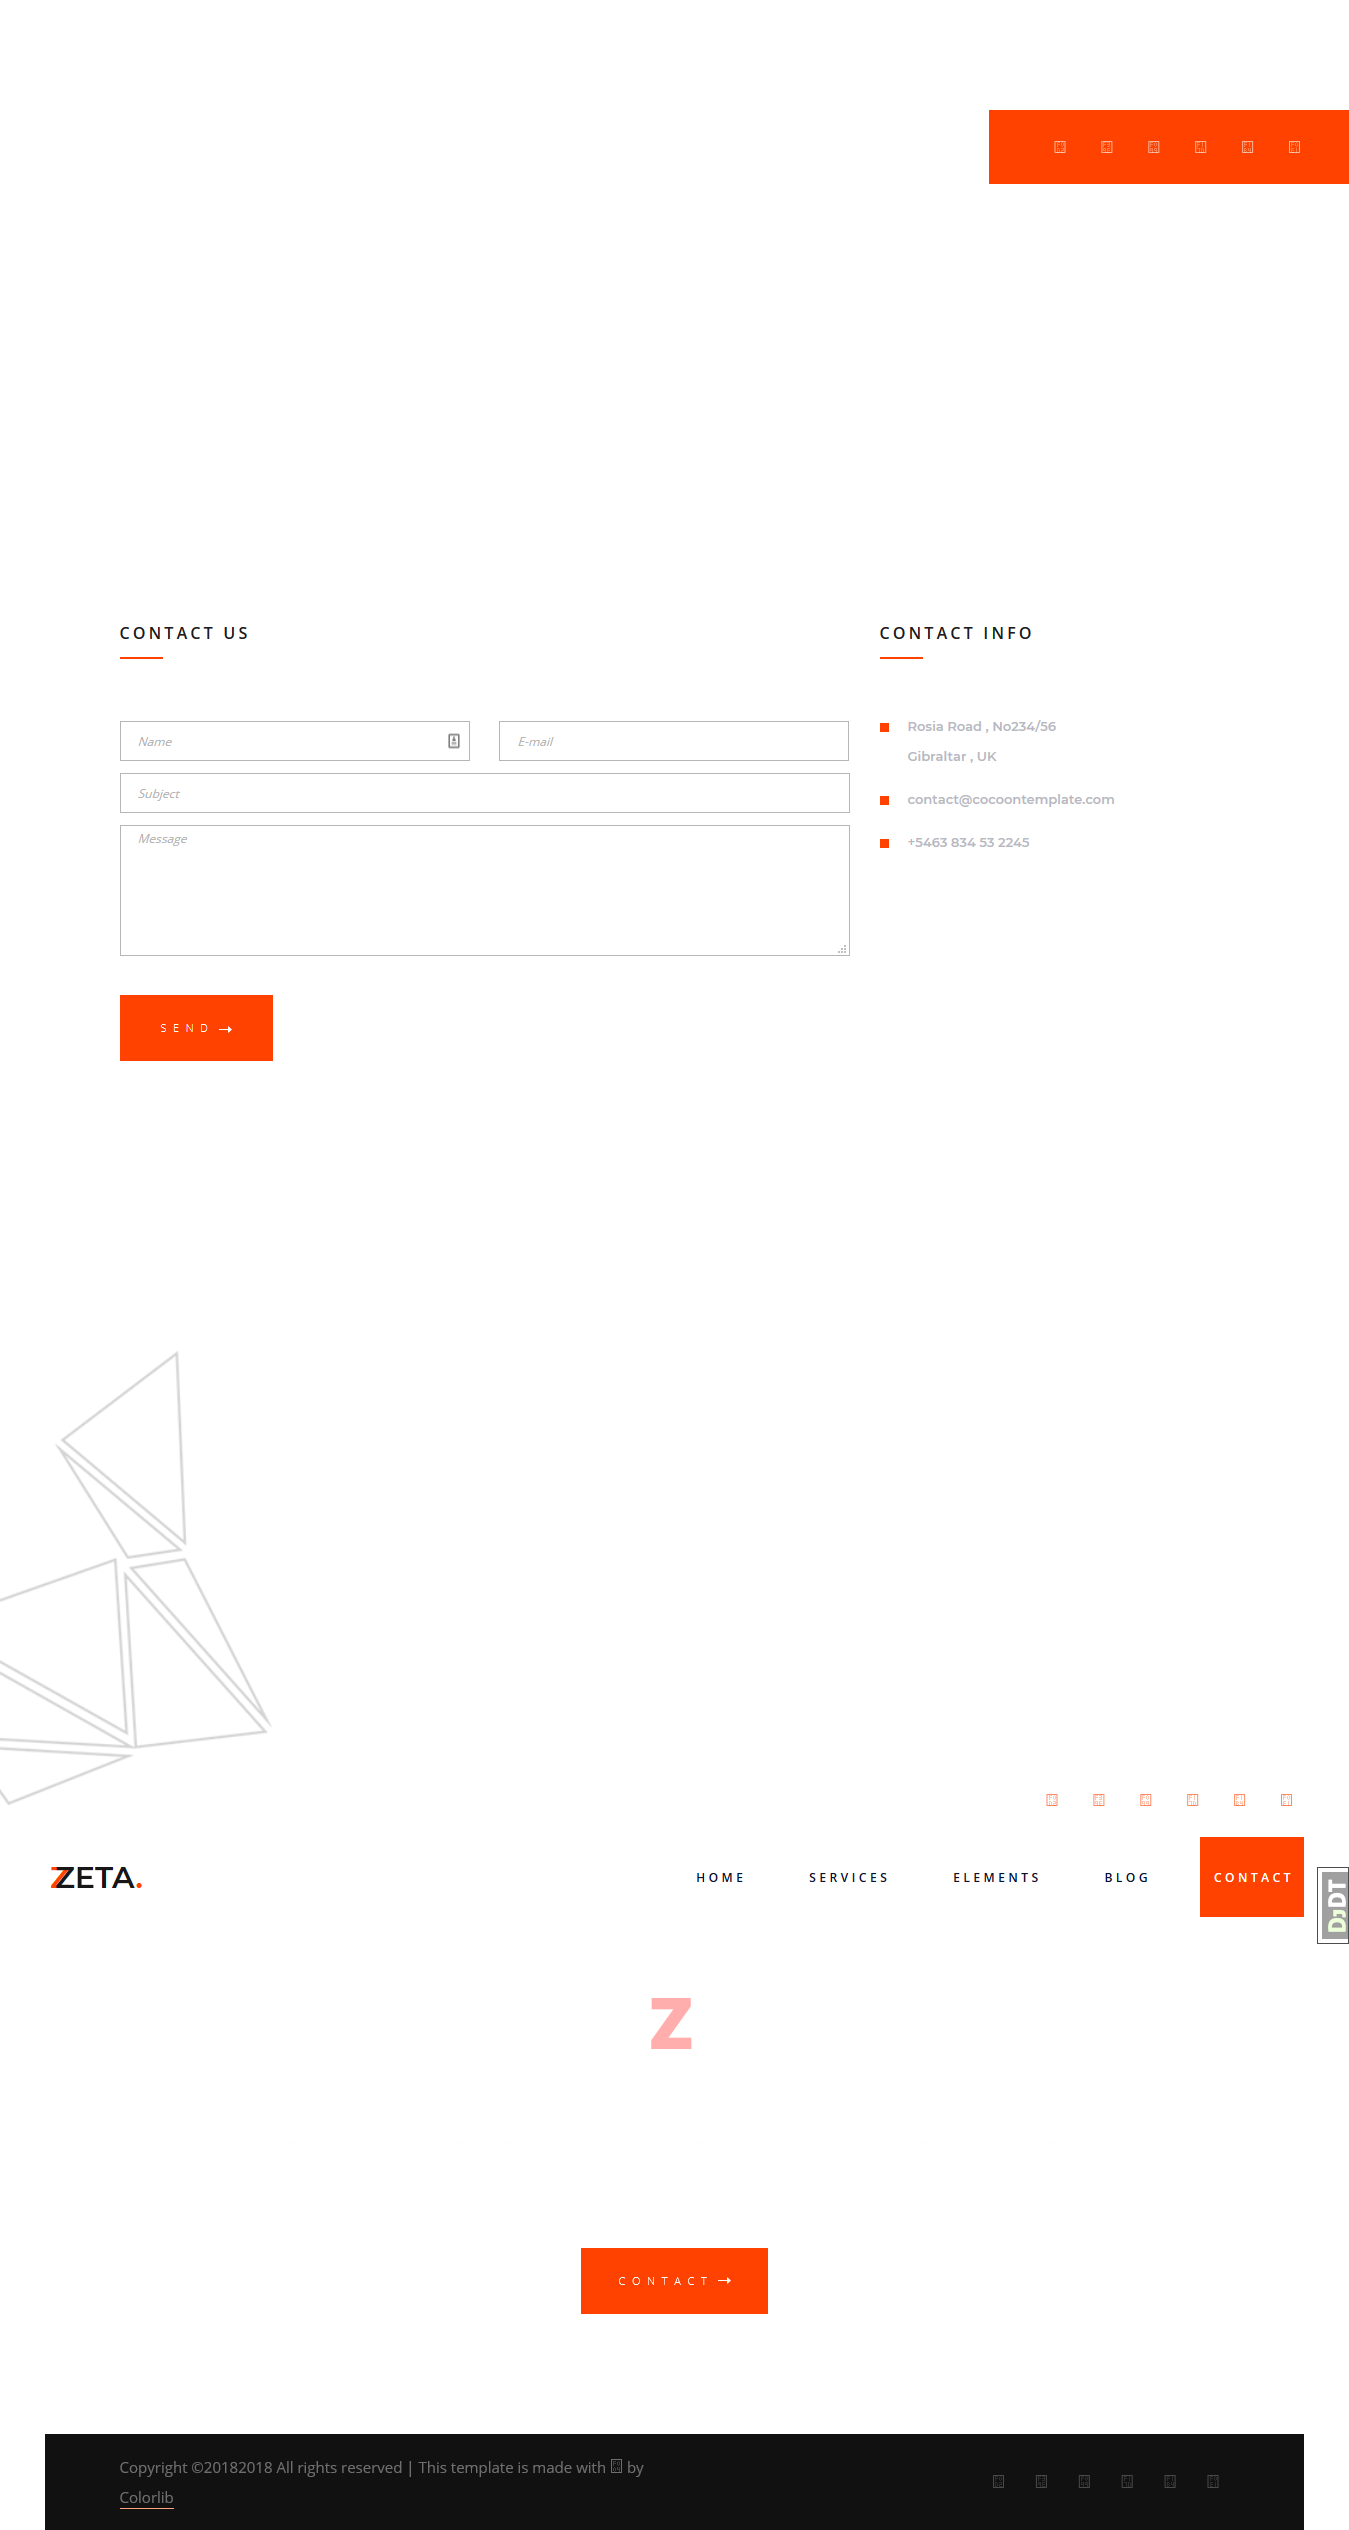 CONTACT US
CONTACT INFO
Name
E-mail
Subject
Message
SEND
Rosia Road , No234/56
Gibraltar , UK
contact@cocoontemplate.com
+5463 834 53 2245
ZZETA.
HOME SERVICES ELEMENTS BLOG CONTACT
DJDT
Z
CONTACT
Copyright ©20182018 All rights reserved | This template is made with by
Colorlib